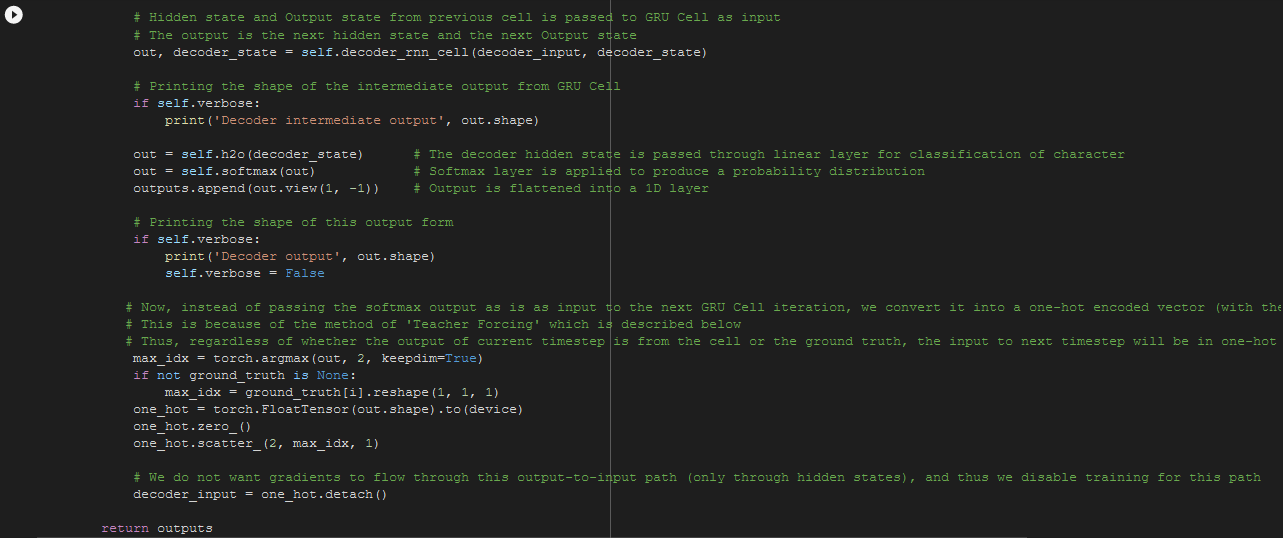 # Hidden state and Output state from previous cell is passed to GRU Cell as input
# The output is the next hidden state and the next Output state
out, decoder_state = self.decoder_rnn_cell(decoder_input, decoder_state)
# Printing the shape of the intermediate output from GRU Cell
if self.verbose:
print('Decoder intermediate output', out.shape)
out = self.h2o(decoder_state) # The decoder hidden state is passed through linear layer for classification of character
out = self.softmax(out) # Softmax layer is applied to produce a probability distribution
outputs.append(out.view(1, -1)) # Output is flattened into a 1D layer
# Printing the shape of this output form
if self.verbose:
print('Decoder output', out.shape)
self.verbose = False
# Now, instead of passing the softmax output as is as input to the next GRU Cell iteration, we convert it into a one-hot encoded vector (with the
# This is because of the method of 'Teacher Forcing' which is described below
# Thus, regardless of whether the output of current timestep is from the cell or the ground truth, the input to next timestep will be in one-hot
max_idx = torch.argmax(out, 2, keepdim=True)
if not ground_truth is None:
max_idx = ground_truth[i].reshape(1, 1, 1)
one_hot = torch.FloatTensor(out.shape).to(device)
one_hot.zero_()
one_hot.scatter_(2, max_idx, 1)
# We do not want gradients to flow through this output-to-input path (only through hidden states), and thus we disable training for this path
decoder_input = one_hot.detach()
return outputs